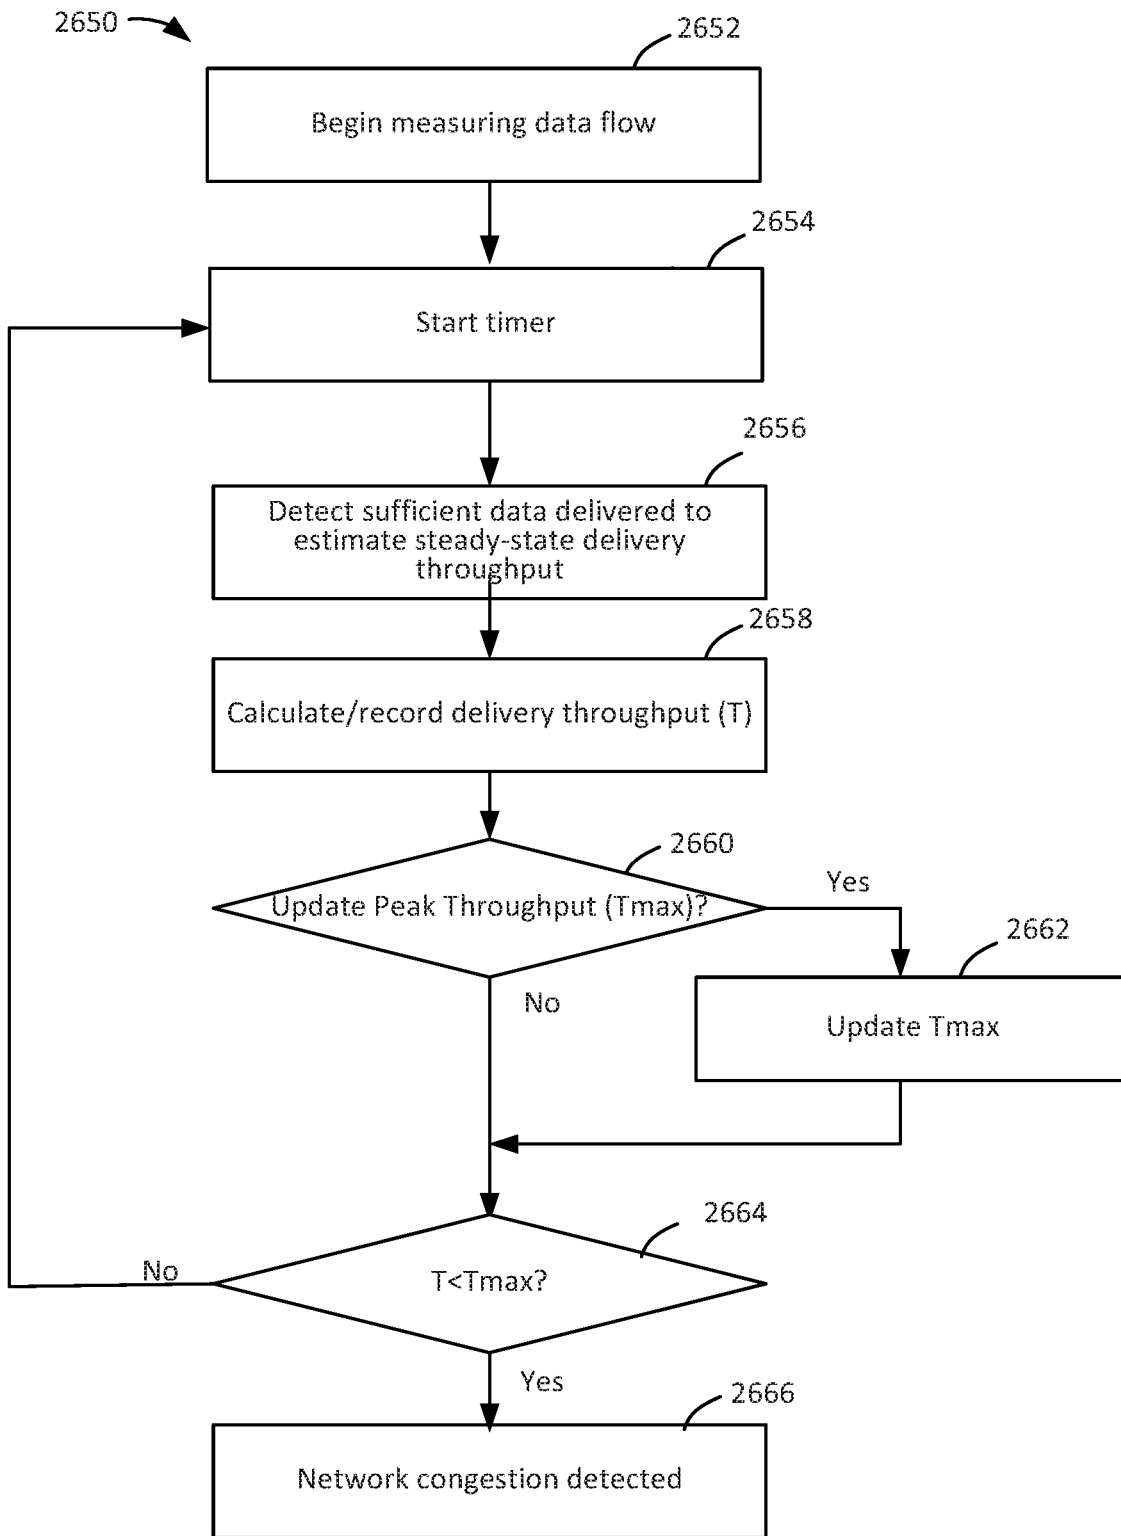 2650
2652
Begin measuring data flow
2654
Start timer
2656
Detect sufficient data delivered to
estimate steady-state delivery
throughput
2658
Calculate/record delivery throughput (T)
2660
Update Peak Throughput (Tmax)?
Yes
2662
No
Update Tmax
2664
No
T<Tmax?
Yes
2666
Network congestion detected